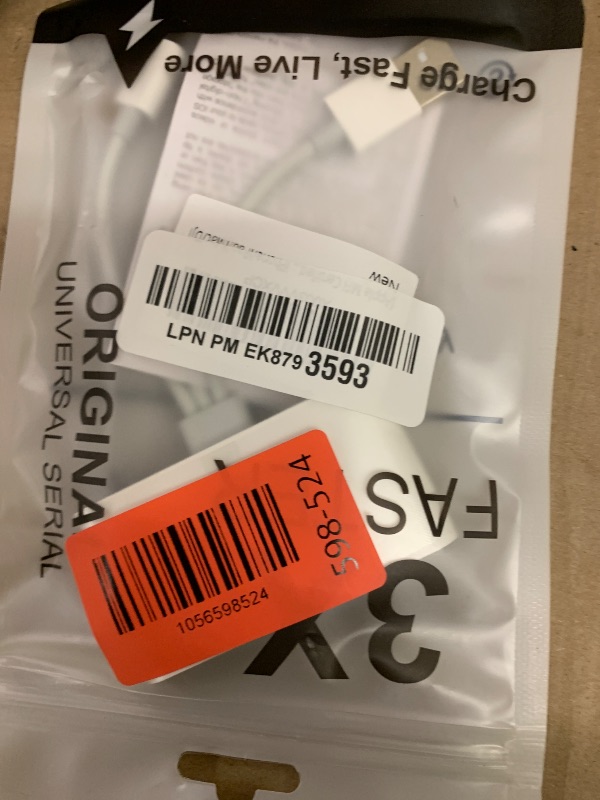 Charge Fast, Live More
New
LPN PM EK879 3593
ORIGINA
UNIVERSAL SERIAL
FAS
3X
598-524
1056598524